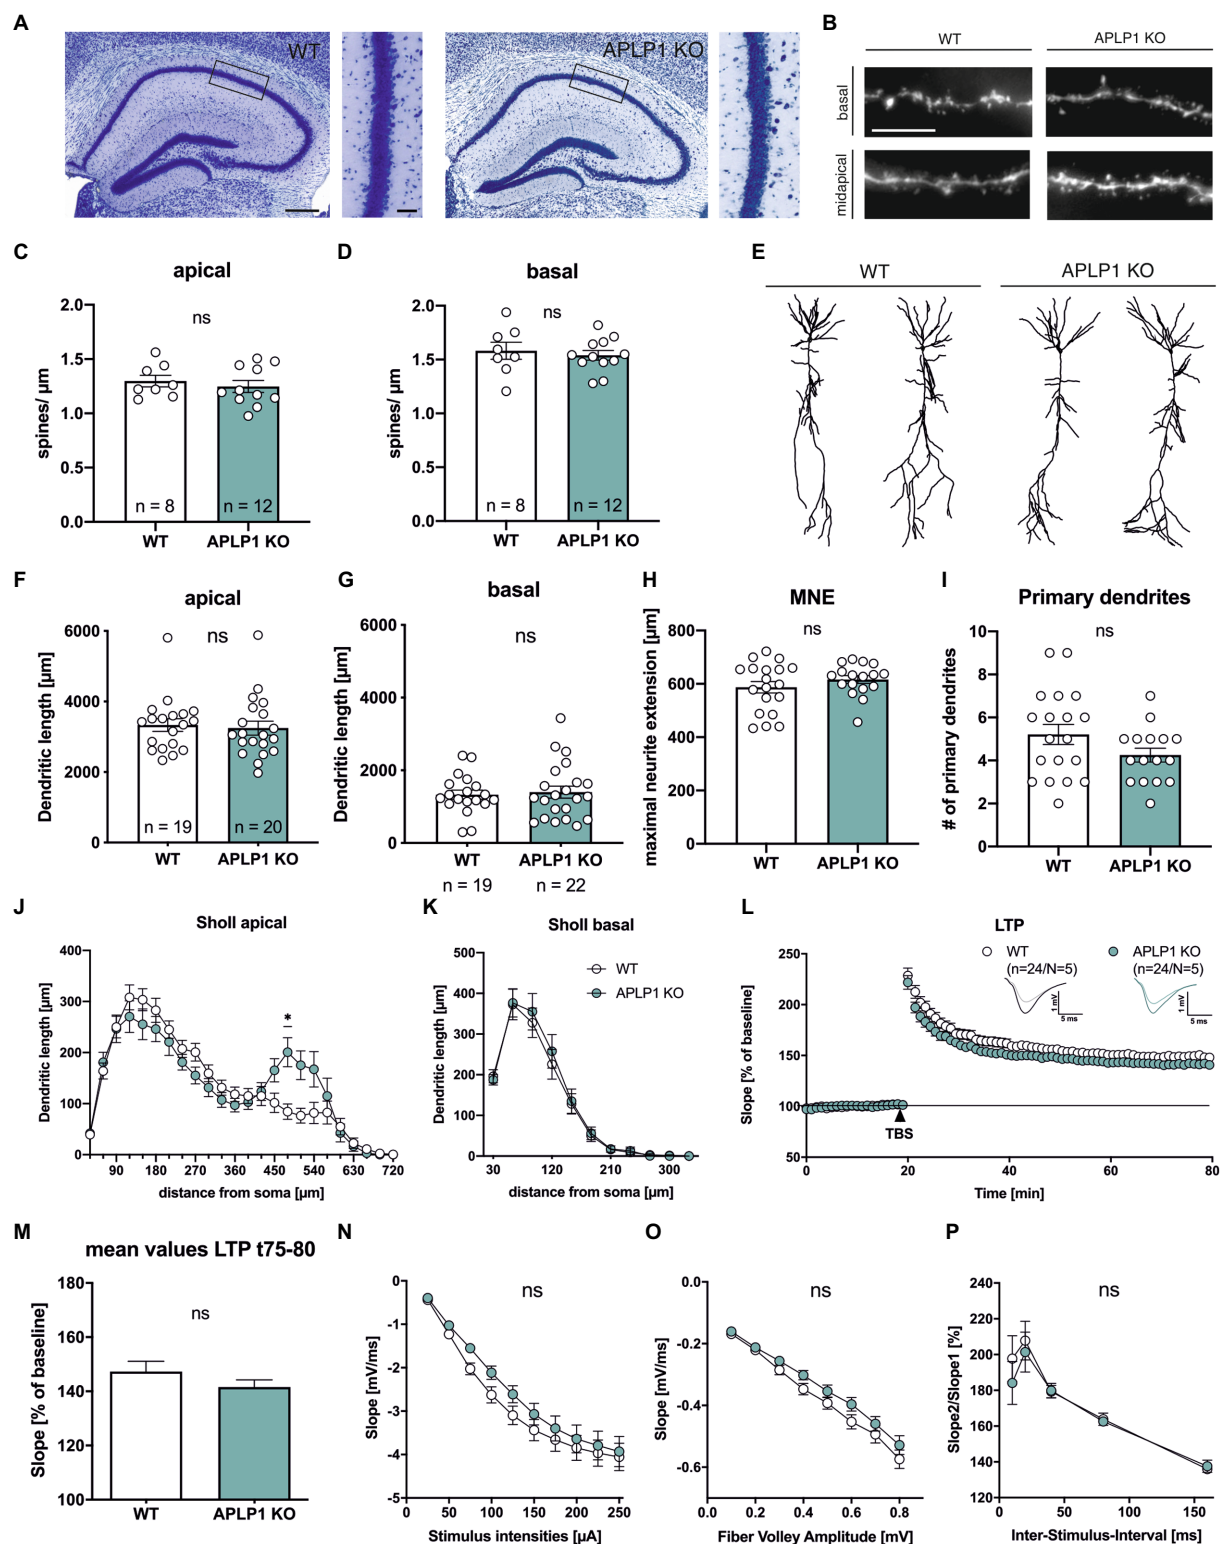 A
WT
APLP1 KO
B
WT
APLP1 KO
basal
midapical
C
apical
ns
spines/ µm
2.0
1.5
1.0
0.5
0.0
n = 8
n = 12
WT
APLP1 KO
D
basal
ns
spines/ µm
2.0
1.5
1.0
0.5
0.0
n = 8
n = 12
WT
APLP1 KO
E
WT
APLP1 KO
F
apical
ns
Dendritic length [µm]
6000
4000
2000
0
n = 19
n = 20
WT
APLP1 KO
G
basal
ns
Dendritic length [µm]
6000
4000
2000
0
WT
APLP1 KO
n = 19
n = 22
H
MNE
ns
maximal neurite extension [µm]
800
600
400
200
0
WT
APLP1 KO
I
Primary dendrites
ns
# of primary dendrites
10
8
6
4
2
0
WT
APLP1 KO
J
Sholl apical
*
Dendritic length [µm]
400
300
200
100
0
90 180 270 360 450 540 630 720
distance from soma [µm]
K
Sholl basal
WT
APLP1 KO
Dendritic length [µm]
500
400
300
200
100
0
30 120 210 300
distance from soma [µm]
L
LTP
WT
(n=24/N=5)
APLP1 KO
(n=24/N=5)
1 mV
5 ms
1 mV
5 ms
Slope [% of baseline]
250
200
150
100
50
TBS
0 20 40 60 80
Time [min]
M
mean values LTP t75-80
ns
Slope [% of baseline]
180
160
140
120
100
WT
APLP1 KO
N
ns
Slope [mV/ms]
0
-1
-2
-3
-4
-5
0 50 100 150 200 250
Stimulus intensities [µA]
O
ns
Slope [mV/ms]
0.0
-0.2
-0.4
-0.6
0.0 0.2 0.4 0.6 0.8
Fiber Volley Amplitude [mV]
P
ns
Slope2/Slope1 [%]
240
220
200
180
160
140
120
0 50 100 150
Inter-Stimulus-Interval [ms]